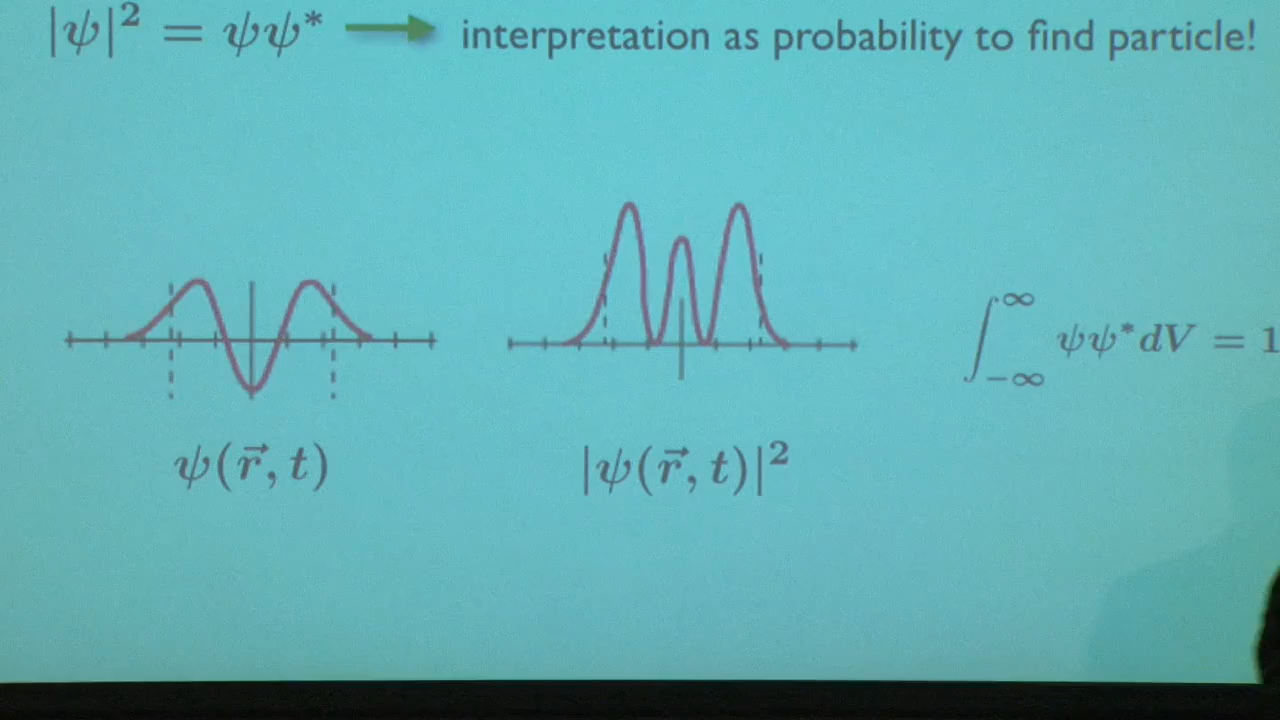 |ψ|² = ψψ* → interpretation as probability to find particle!
∫_{-∞}^{∞} ψψ* dV = 1
ψ(r⃗, t)
|ψ(r⃗, t)|²